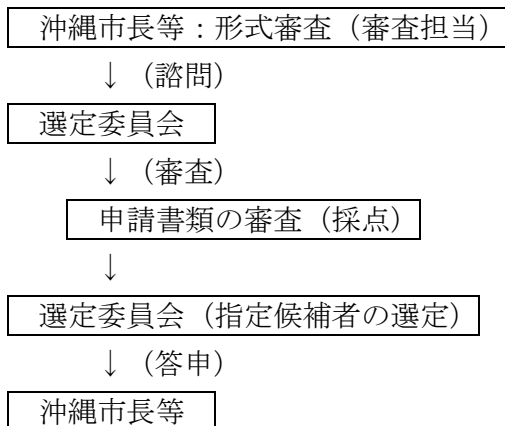 沖縄市長等：形式審査（審査担当）
↓（諮問）
選定委員会
↓（審査）
申請書類の審査（採点）
↓
選定委員会（指定候補者の選定）
↓（答申）
沖縄市長等